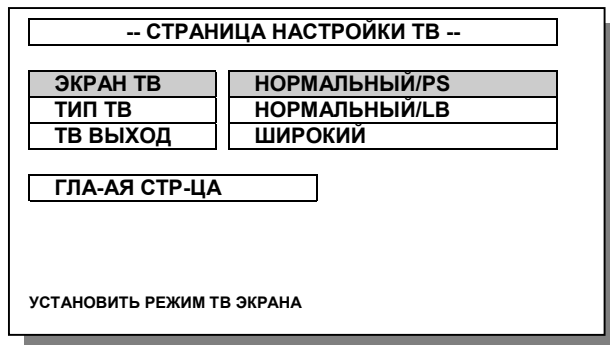 -- СТРАНИЦА НАСТРОЙКИ ТВ --
ЭКРАН ТВ НОРМАЛЬНЫЙ/PS
ТИП ТВ НОРМАЛЬНЫЙ/LB
ТВ ВЫХОД ШИРОКИЙ
ГЛА-АЯ СТР-ЦА
УСТАНОВИТЬ РЕЖИМ ТВ ЭКРАНА